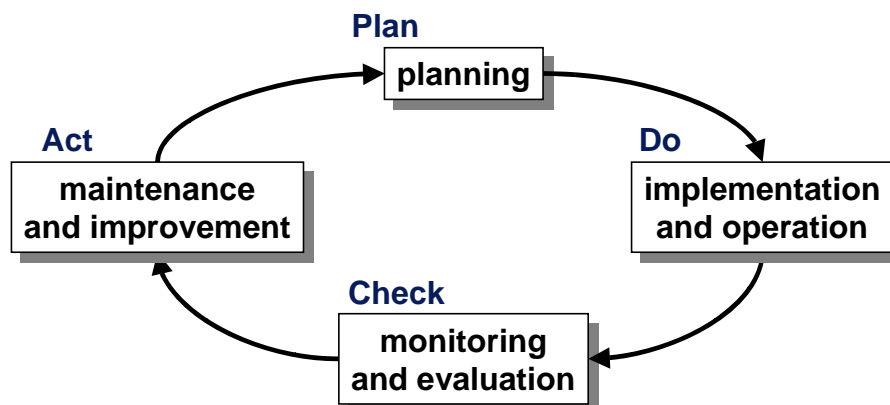 Plan
planning
Do
implementation
and operation
Check
monitoring
and evaluation
Act
maintenance
and improvement